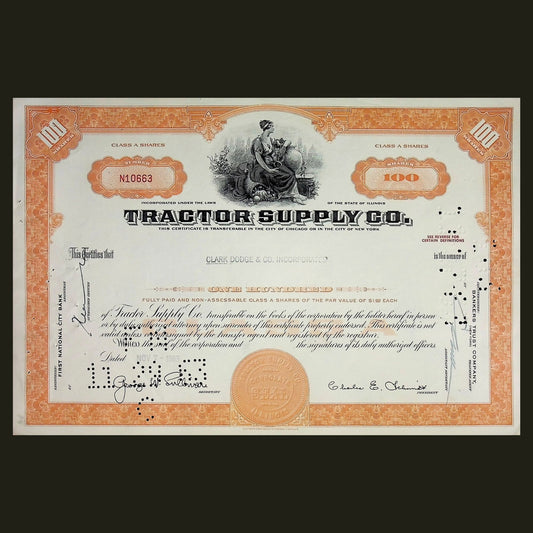 100 SHARES
100 SHARES
CLASS A SHARES
CLASS A SHARES
NUMBER
SHARES
N10663
100
INCORPORATED UNDER THE LAWS OF THE STATE OF ILLINOIS
TRACTOR SUPPLY CO.
THIS CERTIFICATE IS TRANSFERABLE IN THE CITY OF CHICAGO OR IN THE CITY OF NEW YORK
SEE REVERSE FOR
CERTAIN DEFINITIONS
This Certifies that
is the owner of
CLARK DODGE & CO. INCORPORATED
ONE HUNDRED
FULLY PAID AND NON-ASSESSABLE CLASS A SHARES OF THE PAR VALUE OF $1.00 EACH
of Tractor Supply Co. transferable on the books of the corporation by the holder hereof in person
or by duly authorized attorney upon surrender of this certificate properly endorsed. This certificate is not
valid unless countersigned by the transfer agent and registered by the registrar.
Witness the seal of the corporation and the signatures of its duly authorized officers.
Dated
Charles E. Schmidt
PRESIDENT
FIRST NATIONAL CITY BANK
BANKERS TRUST COMPANY,